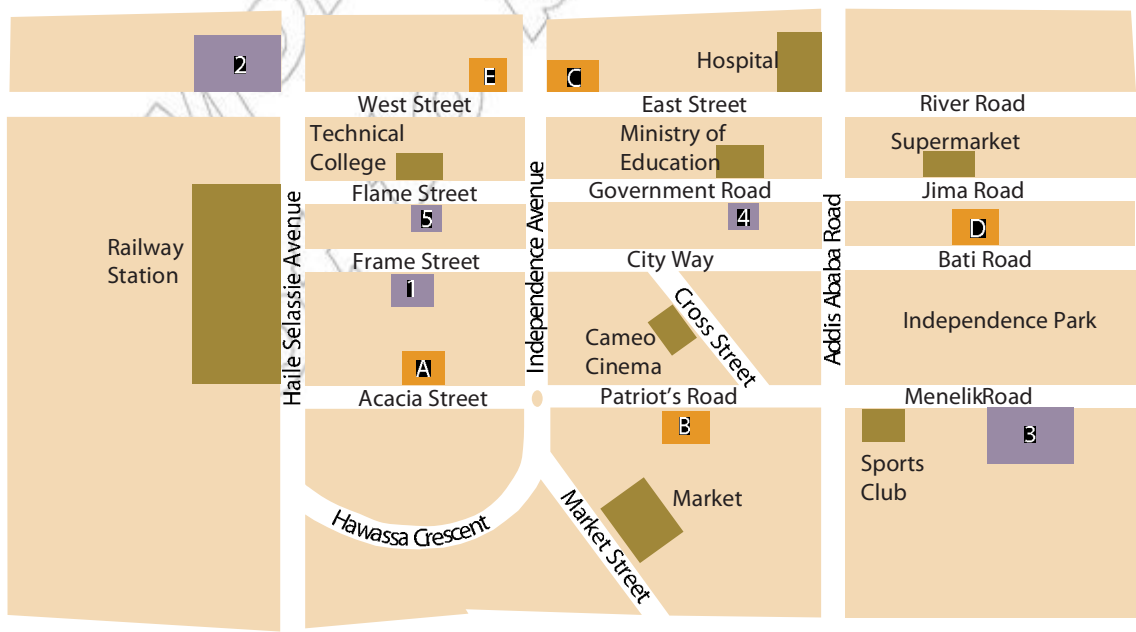 2
E
C
Hospital
West Street
East Street
River Road
Technical
College
Ministry of
Education
Supermarket
Flame Street
Government Road
Jima Road
5
4
D
Railway
Station
Haile Selassie Avenue
Independence Avenue
Addis Ababa Road
Frame Street
City Way
Bati Road
1
Cross Street
Cameo
Cinema
Independence Park
A
Acacia Street
Patriot's Road
MenelikRoad
B
3
Sports
Club
Market
Hawassa Crescent
Market Street